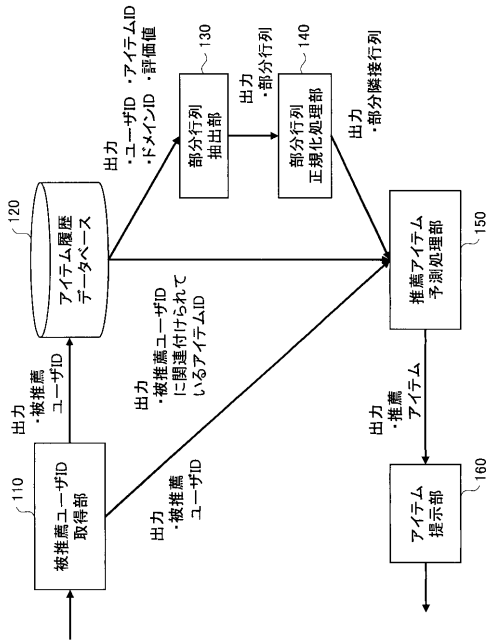 110
被推薦ユーザID
取得部
出力
・被推薦
ユーザID
120
アイテム履歴
データベース
出力
・被推薦
ユーザID
出力
・被推薦ユーザID
に関連付けられて
いるアイテムID
出力
・ユーザID ・アイテムID
・ドメインID ・評価値
130
部分行列
抽出部
出力
・部分行列
140
部分行列
正規化処理部
出力
・部分隣接行列
150
推薦アイテム
予測処理部
出力
・推薦
アイテム
160
アイテム
提示部